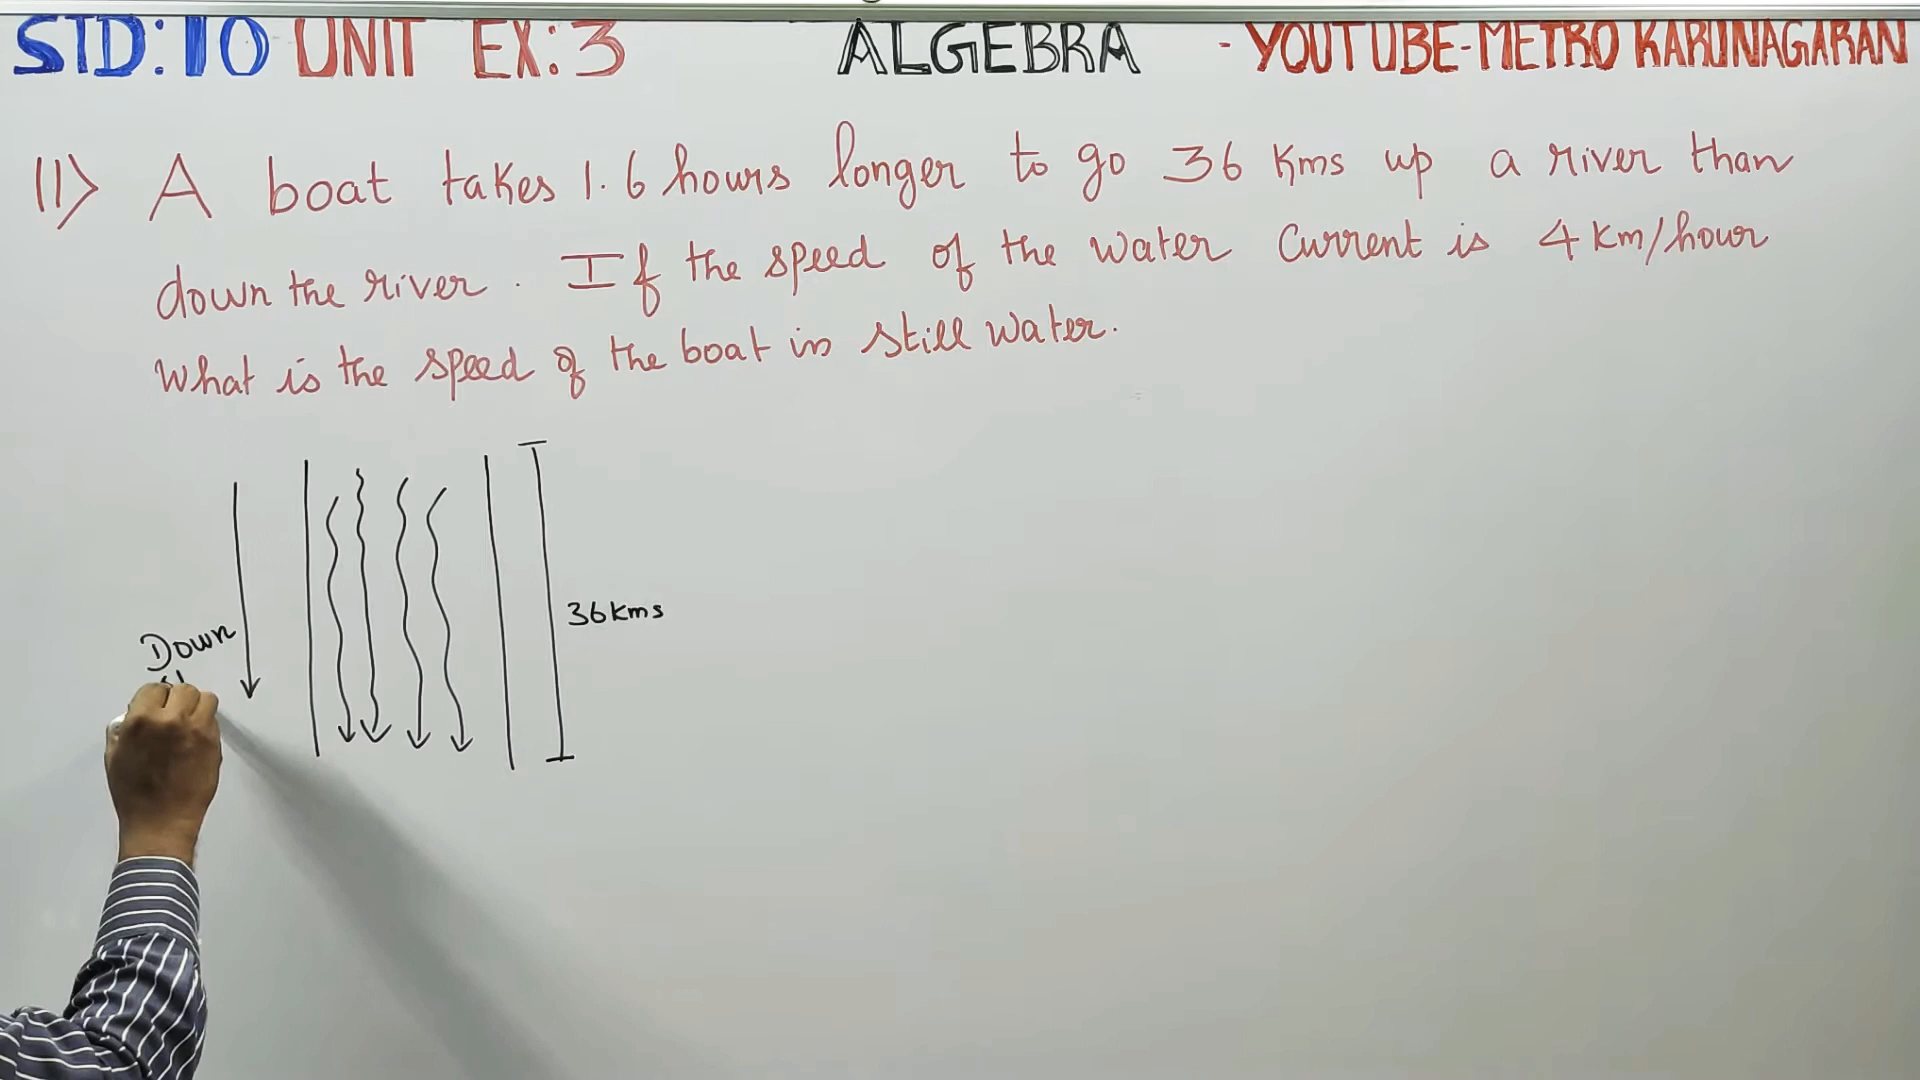 STD:10 UNIT EX:3 ALGEBRA - YOUTUBE-METRO KARUNAGARAN
11) A boat takes 1.6 hours longer to go 36 Kms up a river than
down the river. If the speed of the water current is 4 km/hour
What is the speed of the boat in still water.
36 kms
Down